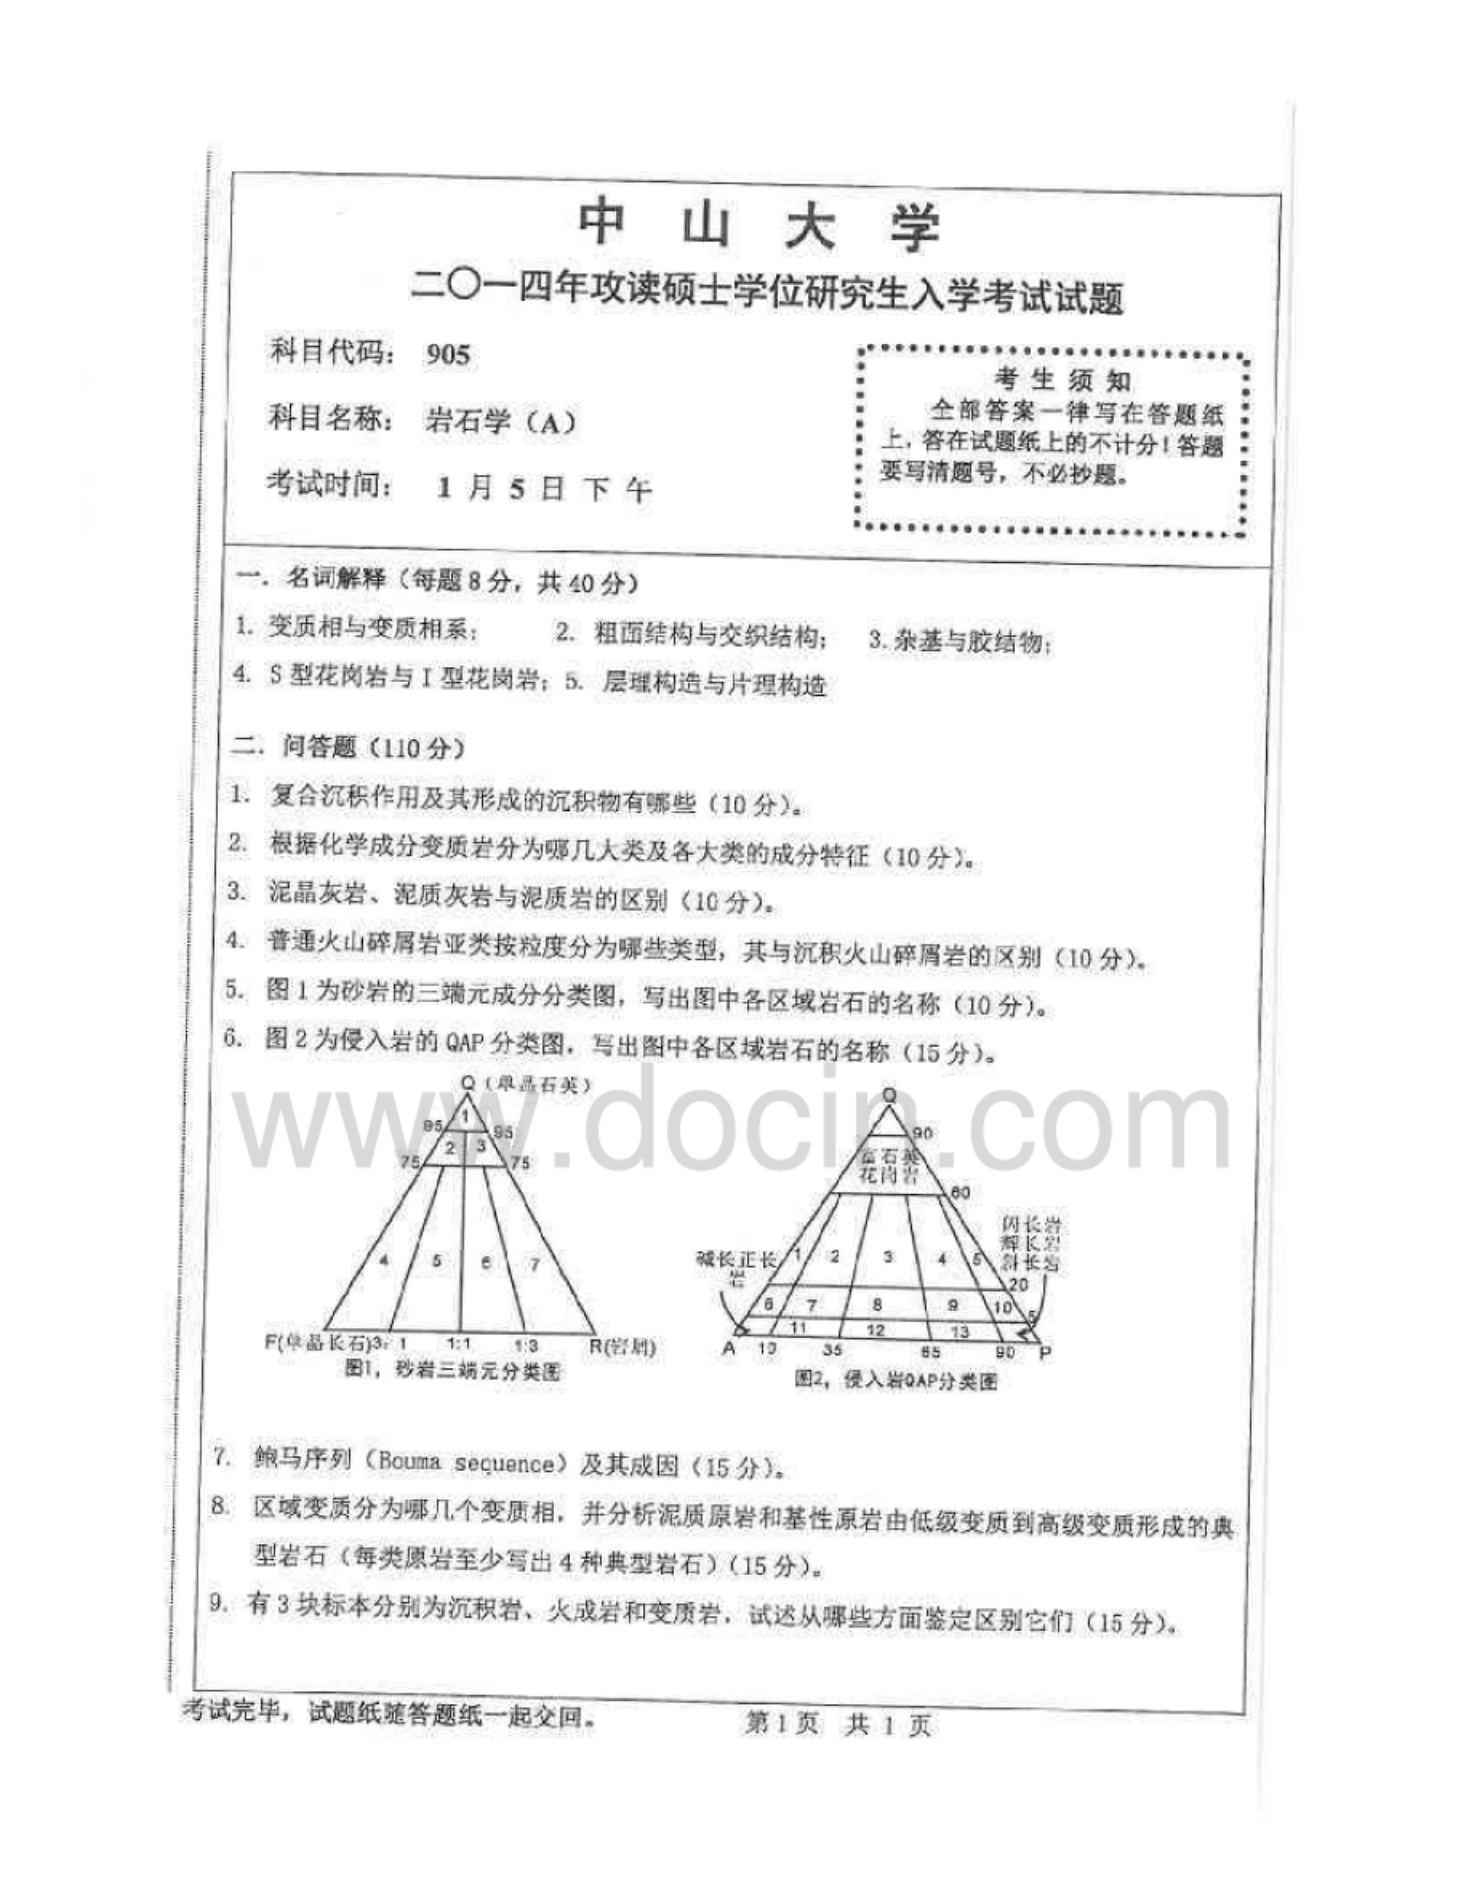 中 山 大 学
二〇一四年攻读硕士学位研究生入学考试试题
科目代码： 905
科目名称： 岩石学（A）
考试时间： 1 月 5 日 下 午
考 生 须 知
全部答案一律写在答题纸
上，答在试题纸上的不计分！答题
要写清题号，不必抄题。
一．名词解释（每题 8 分，共 40 分）
1. 变质相与变质相系； 2. 粗面结构与交织结构； 3.杂基与胶结物；
4. S 型花岗岩与 I 型花岗岩；5. 层理构造与片理构造
二．问答题（110 分）
1. 复合沉积作用及其形成的沉积物有哪些（10 分）。
2. 根据化学成分变质岩分为哪几大类及各大类的成分特征（10 分）。
3. 泥晶灰岩、泥质灰岩与泥质岩的区别（10 分）。
4. 普通火山碎屑岩亚类按粒度分为哪些类型，其与沉积火山碎屑岩的区别（10 分）。
5. 图 1 为砂岩的三端元成分分类图，写出图中各区域岩石的名称（10 分）。
6. 图 2 为侵入岩的 QAP 分类图，写出图中各区域岩石的名称（15 分）。
www.docin.com
Q（单晶石英）
95 1 95
2 3
75 75
4 5 6 7
F(单晶长石)3：1 1:1 1:3 R(岩屑)
图1，砂岩三端元分类图
Q
90
富石英
花岗岩
60
闪长岩
辉长岩
斜长岩
碱长正长
岩
1 2 3 4 5
20
6 7 8 9 10 5
11 12 13
A 10 35 65 90 P
图2，侵入岩QAP分类图
7. 鲍马序列（Bouma sequence）及其成因（15 分）。
8. 区域变质分为哪几个变质相，并分析泥质原岩和基性原岩由低级变质到高级变质形成的典
型岩石（每类原岩至少写出 4 种典型岩石）（15 分）。
9. 有 3 块标本分别为沉积岩、火成岩和变质岩，试述从哪些方面鉴定区别它们（15 分）。
考试完毕，试题纸随答题纸一起交回。 第 1 页 共 1 页